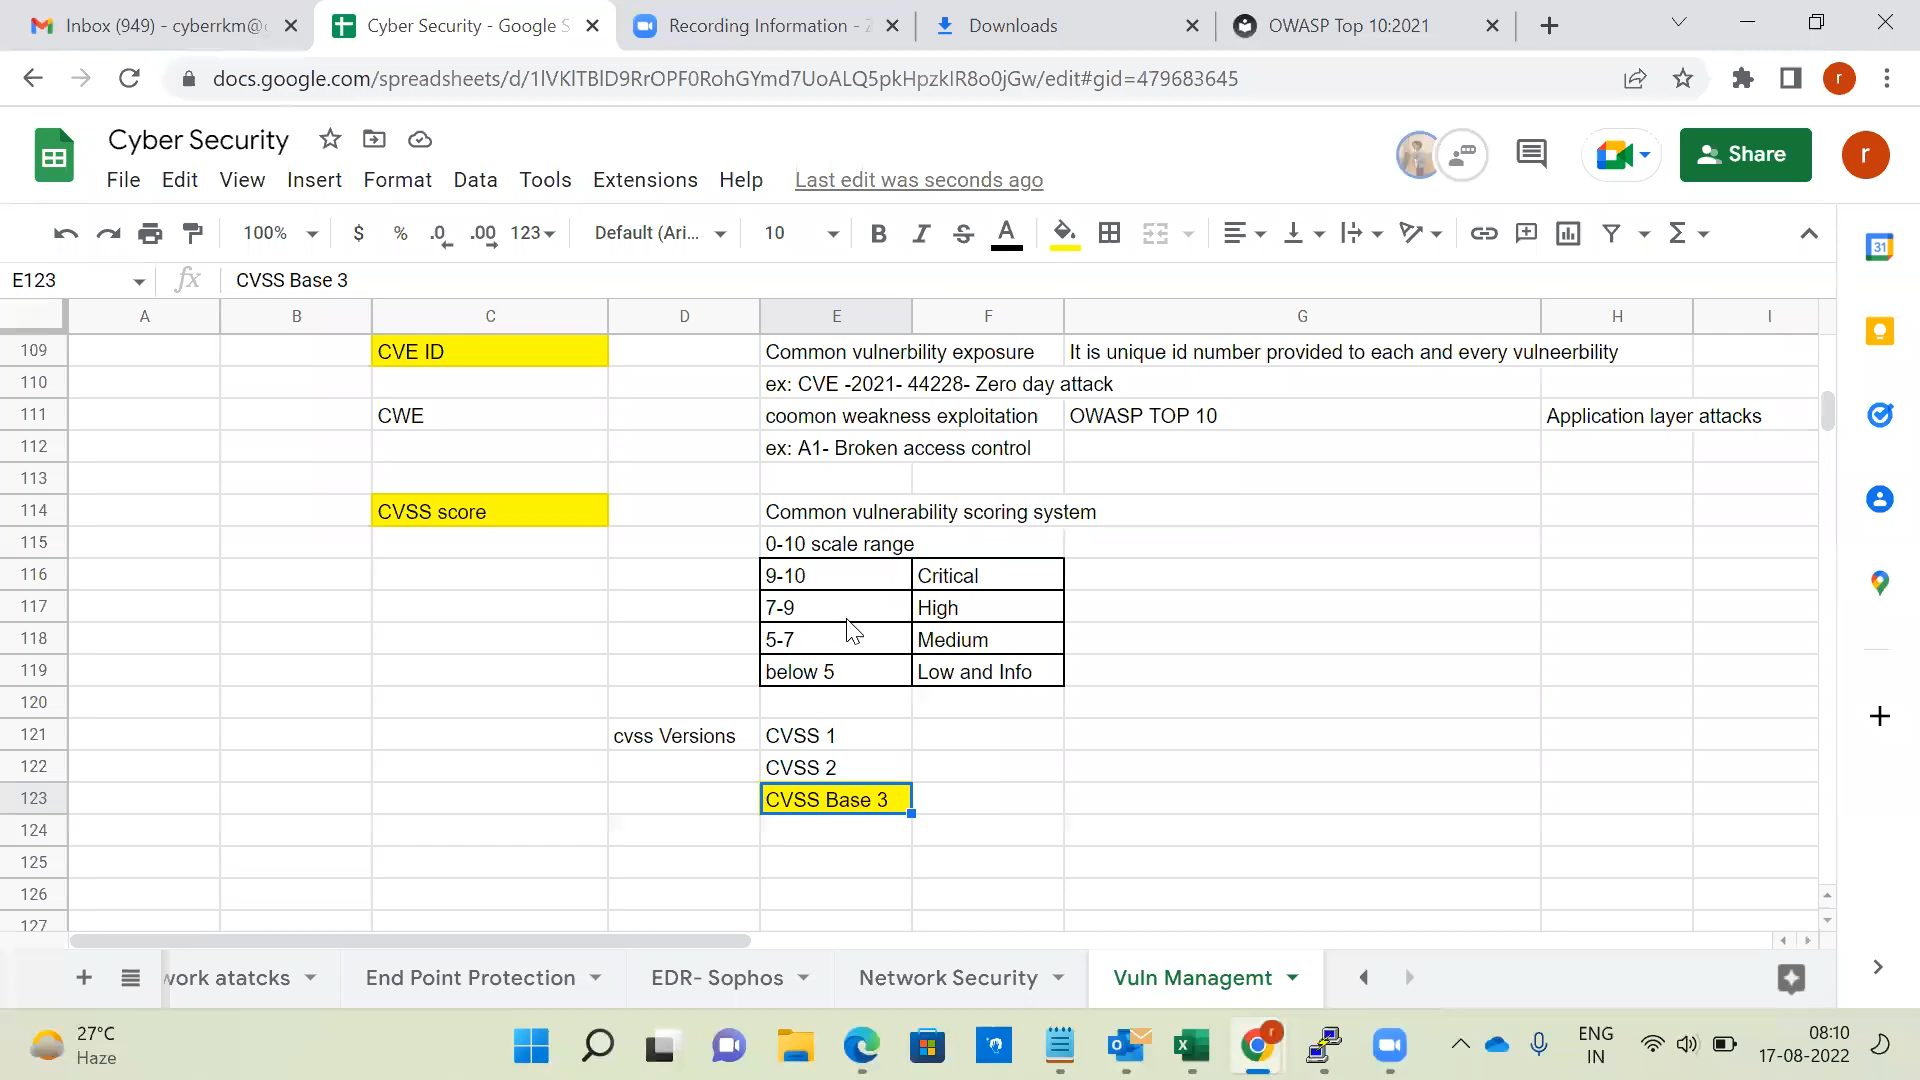 Inbox (949) - cyberrkm@
Cyber Security - Google S
Recording Information - Z
Downloads
OWASP Top 10:2021
docs.google.com/spreadsheets/d/1lVKlTBlD9RrOPF0RohGYmd7UoALQ5pkHpzkIR8o0jGw/edit#gid=479683645
r
Cyber Security
Share
r
File Edit View Insert Format Data Tools Extensions Help Last edit was seconds ago
100% $ % .0 .00 123 Default (Ari... 10 B I S A
31
E123 fx CVSS Base 3
A B C D E F G H I
109 CVE ID Common vulnerbility exposure It is unique id number provided to each and every vulneerbility
110 ex: CVE -2021- 44228- Zero day attack
111 CWE coomon weakness exploitation OWASP TOP 10 Application layer attacks
112 ex: A1- Broken access control
113
114 CVSS score Common vulnerability scoring system
115 0-10 scale range
116 9-10 Critical
117 7-9 High
118 5-7 Medium
119 below 5 Low and Info
120
121 cvss Versions CVSS 1
122 CVSS 2
123 CVSS Base 3
124
125
126
127
work atatcks End Point Protection EDR- Sophos Network Security Vuln Managemt
27°C
Haze
ENG
IN
08:10
17-08-2022